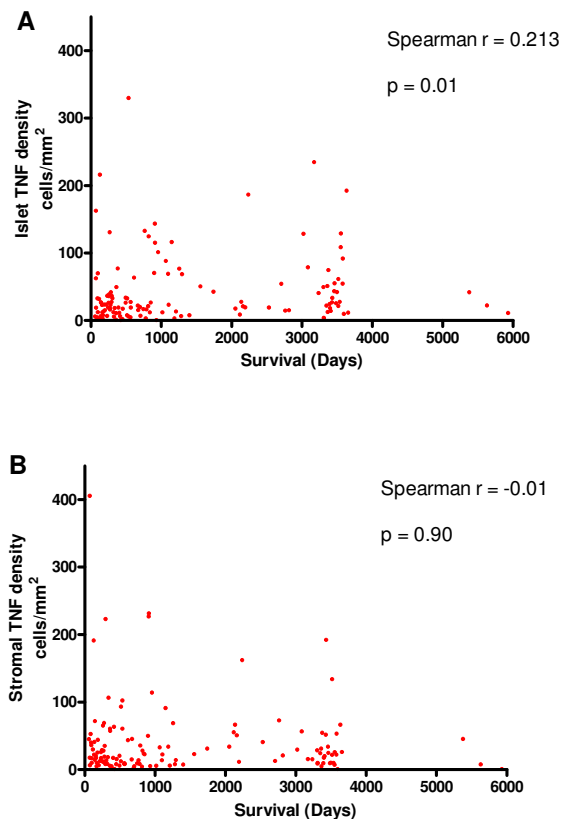 A
Spearman r = 0.213
p = 0.01
Islet TNF density
cells/mm²
400
300
200
100
0
0 1000 2000 3000 4000 5000 6000
Survival (Days)
B
Spearman r = -0.01
p = 0.90
Stromal TNF density
cells/mm²
400
300
200
100
0
0 1000 2000 3000 4000 5000 6000
Survival (Days)